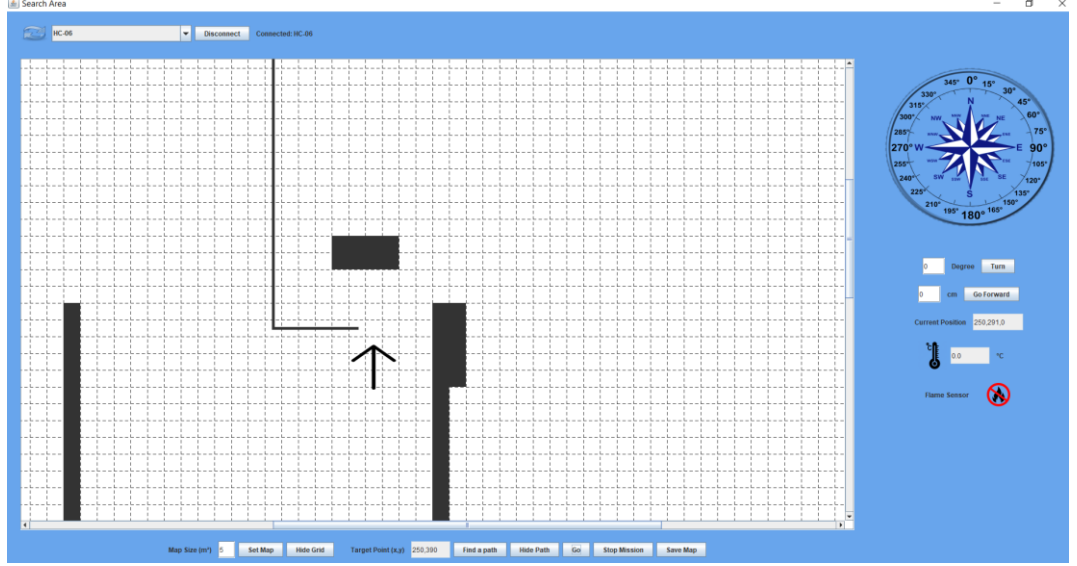 Search Area
HC-06
Disconnect
Connected: HC-06
0° 15° 30° 45° 60° 75° 90° 105° 120° 135° 150° 165° 180° 195° 210° 225° 240° 255° 270° 285° 300° 315° 330° 345°
N NE E SE S SW W NW
0 Degree Turn
0 cm Go Forward
Current Position 250,291,0
°C 0.0 °C
Flame Sensor
Map Size (m²) 5 Set Map Hide Grid Target Point (x,y) 250,390 Find a path Hide Path Go Stop Mission Save Map